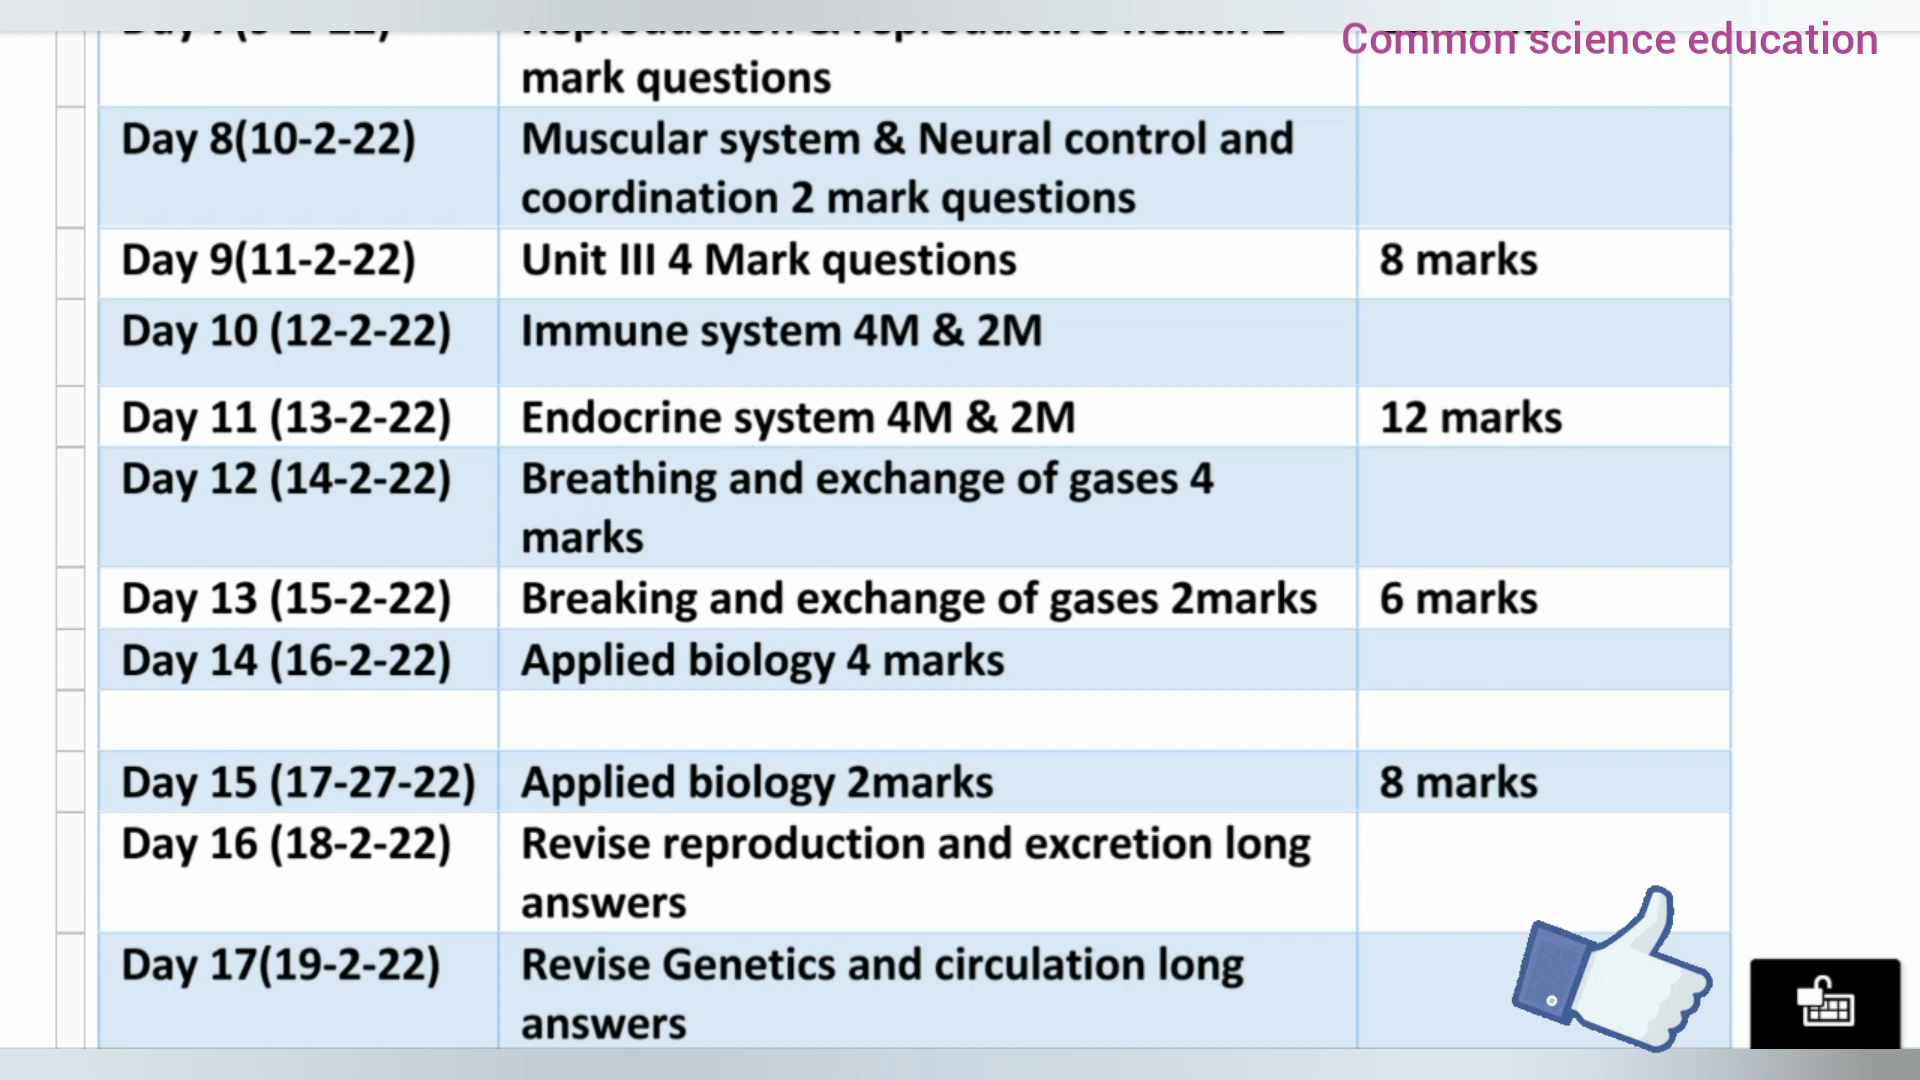 Common science education
mark questions
Day 8(10-2-22) Muscular system & Neural control and
coordination 2 mark questions
Day 9(11-2-22) Unit III 4 Mark questions 8 marks
Day 10 (12-2-22) Immune system 4M & 2M
Day 11 (13-2-22) Endocrine system 4M & 2M 12 marks
Day 12 (14-2-22) Breathing and exchange of gases 4
marks
Day 13 (15-2-22) Breaking and exchange of gases 2marks 6 marks
Day 14 (16-2-22) Applied biology 4 marks
Day 15 (17-27-22) Applied biology 2marks 8 marks
Day 16 (18-2-22) Revise reproduction and excretion long
answers
Day 17(19-2-22) Revise Genetics and circulation long
answers